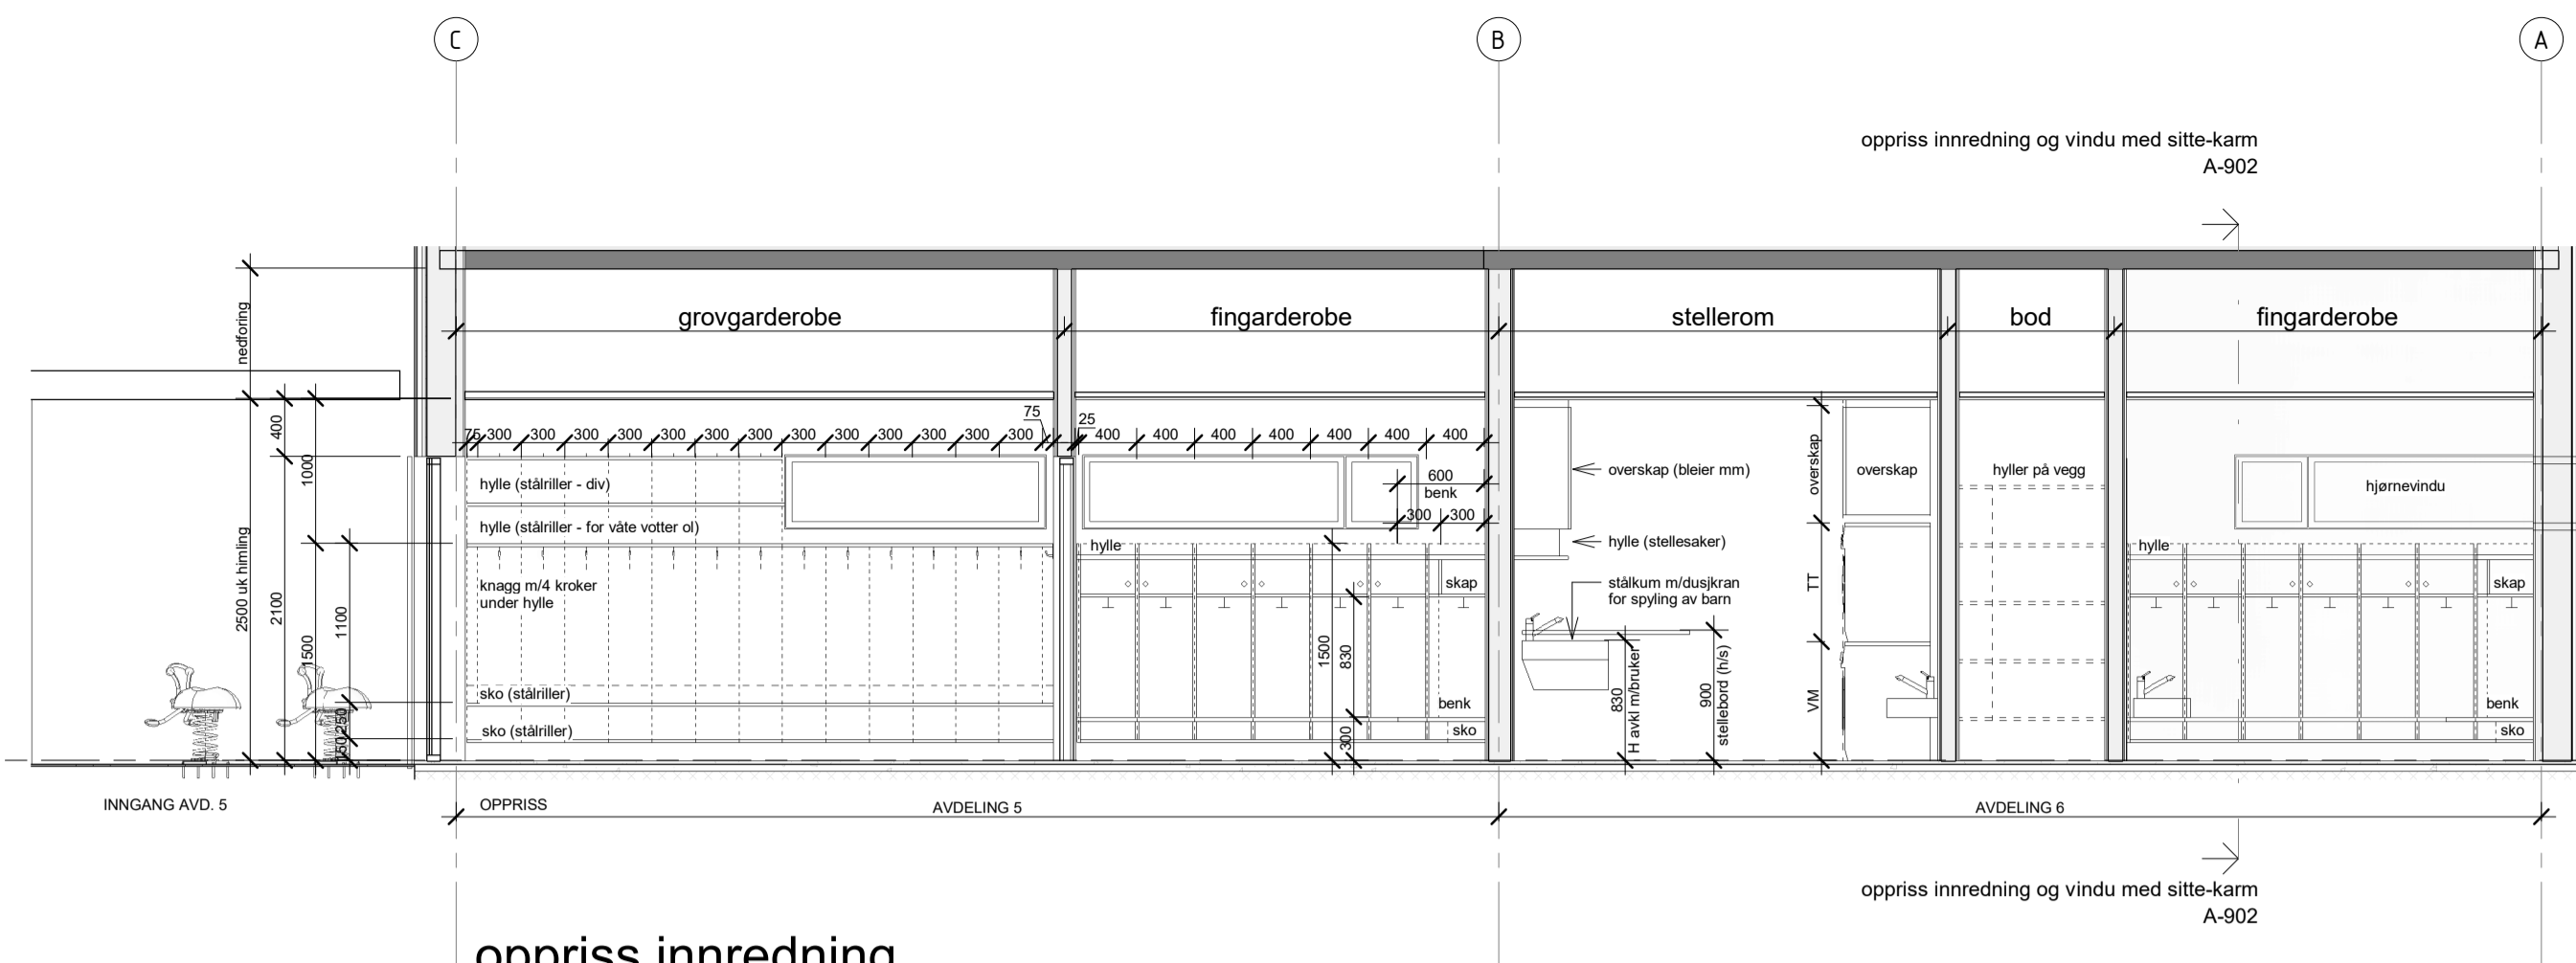 C
B
A
oppriss innredning og vindu med sitte-karm
A-902
nedforing
grovgarderobe
fingarderobe
stellerom
bod
fingarderobe
400
1000
2500 uk himling
2100
1500
1100
250
150
75
75 300 300 300 300 300 300 300 300 300 300 300 300 300
25
400 400 400 400 400 400 400
600
benk
300 300
hylle (stålriller - div)
hylle (stålriller - for våte votter ol)
knagg m/4 kroker
under hylle
sko (stålriller)
sko (stålriller)
hylle
skap
1500
830
300
benk
sko
overskap (bleier mm)
hylle (stellesaker)
stålkum m/dusjkran
for spyling av barn
830
H avkl m/bruker
900
stellebord (h/s)
overskap
TT
VM
overskap
hyller på vegg
hjørnevindu
hylle
skap
benk
sko
INNGANG AVD. 5
OPPRISS
AVDELING 5
AVDELING 6
oppriss innredning og vindu med sitte-karm
A-902
oppriss innredning